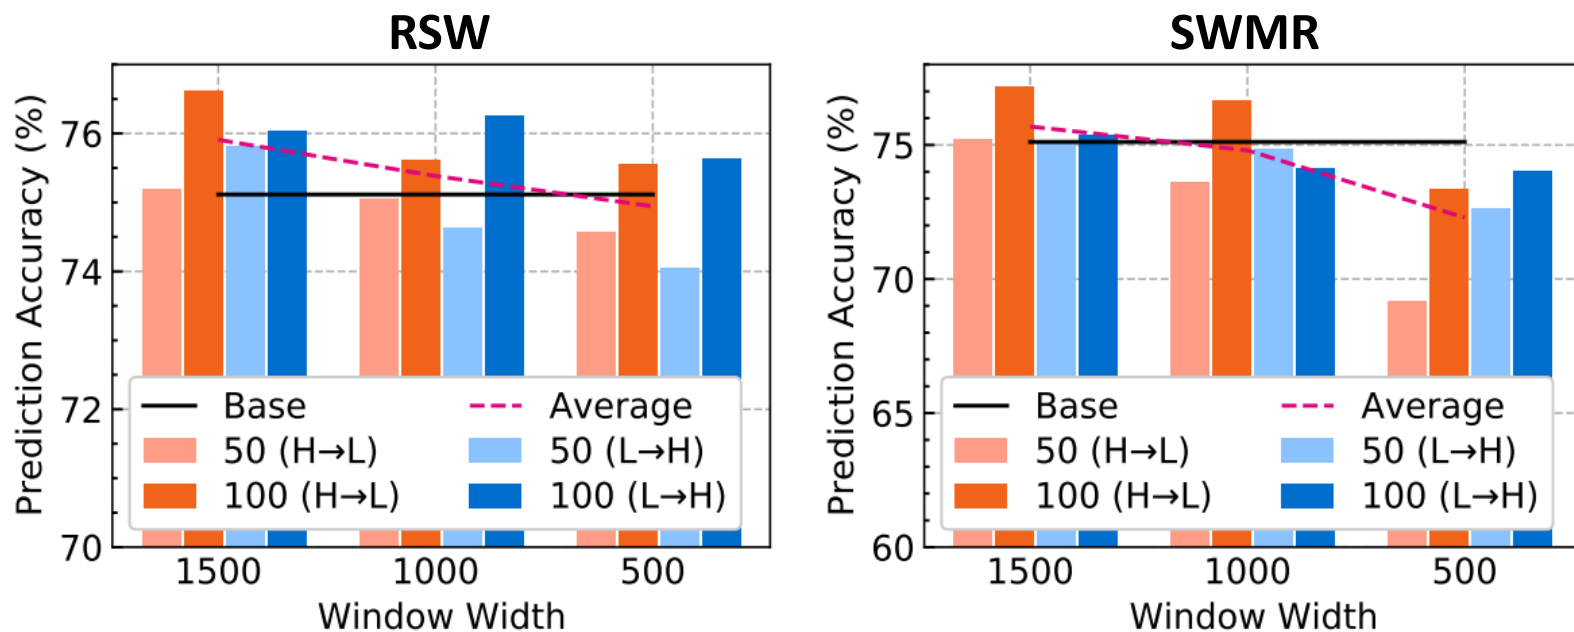 RSW
Prediction Accuracy (%)
76
74
72
70
Base
Average
50 (H→L)
50 (L→H)
100 (H→L)
100 (L→H)
1500
1000
500
Window Width
SWMR
Prediction Accuracy (%)
75
70
65
60
Base
Average
50 (H→L)
50 (L→H)
100 (H→L)
100 (L→H)
1500
1000
500
Window Width